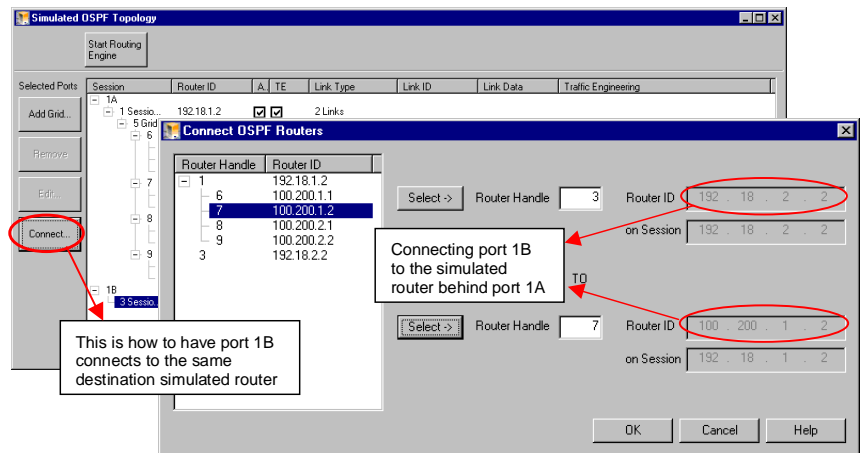 Simulated OSPF Topology
Start Routing
Engine
Selected Ports
Session Router ID A.. TE Link Type Link ID Link Data Traffic Engineering
Add Grid...
Remove
Edit...
Connect...
1A
1 Sessio... 192.18.1.2 2 Links
5 Grid
6
7
8
9
1B
3 Sessio..
Connect OSPF Routers
Router Handle Router ID
1 192.18.1.2
6 100.200.1.1
7 100.200.1.2
8 100.200.2.1
9 100.200.2.2
3 192.18.2.2
Select -> Router Handle 3 Router ID 192 . 18 . 2 . 2
on Session 192 . 18 . 2 . 2
Connecting port 1B
to the simulated
router behind port 1A
TO
Select -> Router Handle 7 Router ID 100 . 200 . 1 . 2
on Session 192 . 18 . 1 . 2
This is how to have port 1B
connects to the same
destination simulated router
OK Cancel Help